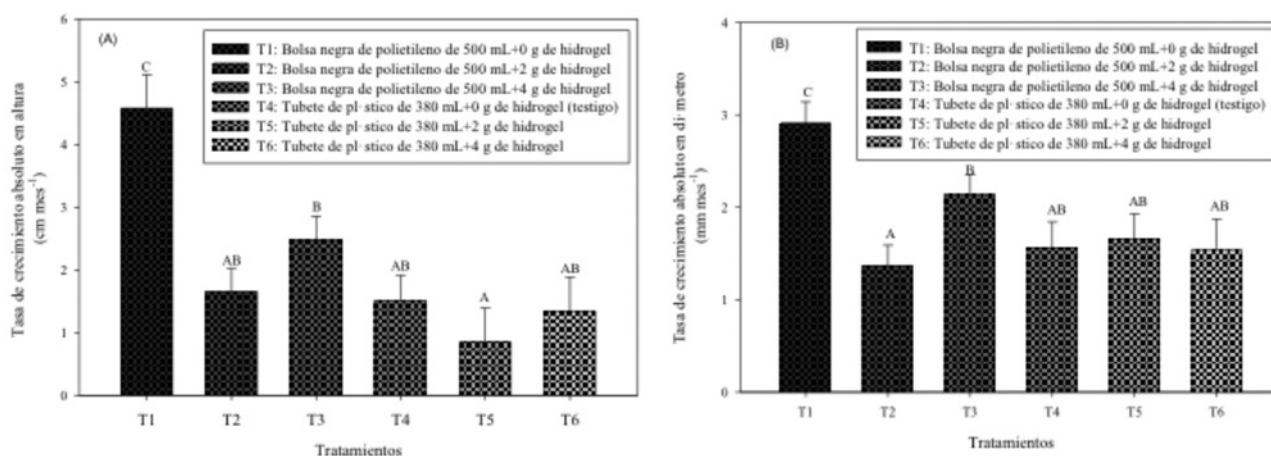 (A)
6
5
4
3
2
1
0
Tasa de crecimiento absoluto en altura
(cm mes⁻¹)
T1: Bolsa negra de polietileno de 500 mL+0 g de hidrogel
T2: Bolsa negra de polietileno de 500 mL+2 g de hidrogel
T3: Bolsa negra de polietileno de 500 mL+4 g de hidrogel
T4: Tubete de pl· stico de 380 mL+0 g de hidrogel (testigo)
T5: Tubete de pl· stico de 380 mL+2 g de hidrogel
T6: Tubete de pl· stico de 380 mL+4 g de hidrogel
C
AB
B
AB
A
AB
T1 T2 T3 T4 T5 T6
Tratamientos
(B)
4
3
2
1
0
Tasa de crecimiento absoluto en di· metro
(mm mes⁻¹)
T1: Bolsa negra de polietileno de 500 mL+0 g de hidrogel
T2: Bolsa negra de polietileno de 500 mL+2 g de hidrogel
T3: Bolsa negra de polietileno de 500 mL+4 g de hidrogel
T4: Tubete de pl· stico de 380 mL+0 g de hidrogel (testigo)
T5: Tubete de pl· stico de 380 mL+2 g de hidrogel
T6: Tubete de pl· stico de 380 mL+4 g de hidrogel
C
A
B
AB
AB
AB
T1 T2 T3 T4 T5 T6
Tratamientos